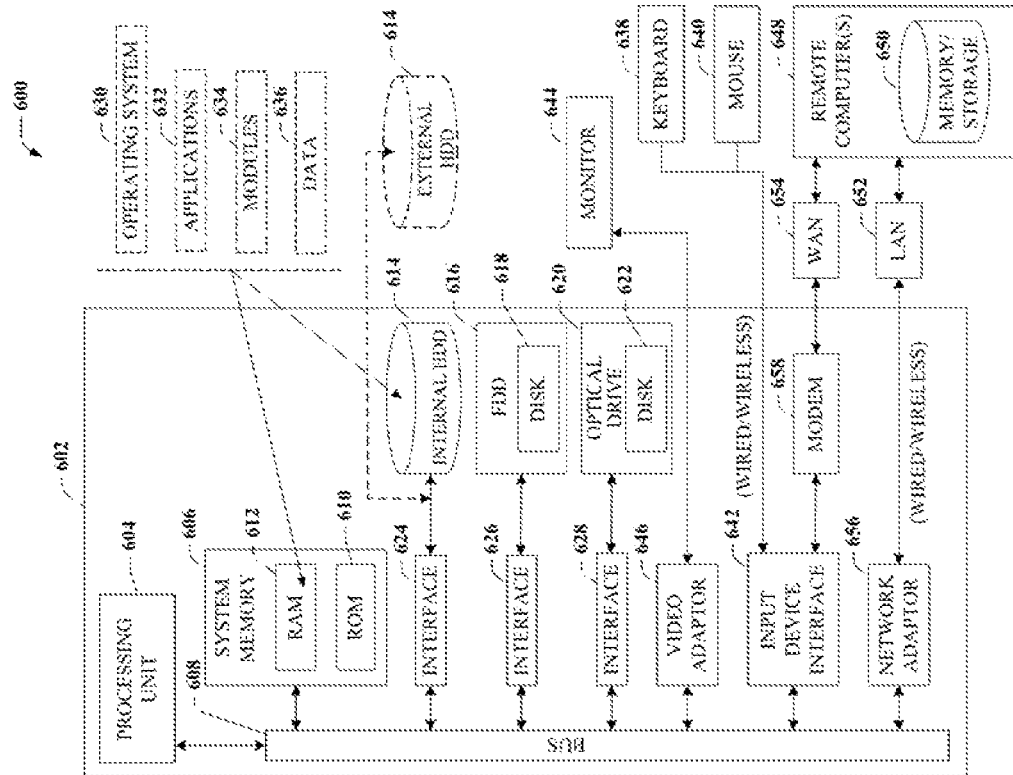 600
602
604
PROCESSING
UNIT
606
SYSTEM
MEMORY
612
RAM
610
ROM
608
BUS
630
OPERATING SYSTEM
632
APPLICATIONS
634
MODULES
636
DATA
624
INTERFACE
614
INTERNAL HDD
614
EXTERNAL
HDD
626
INTERFACE
616
FDD
618
DISK
628
INTERFACE
620
OPTICAL
DRIVE
622
DISK
646
VIDEO
ADAPTOR
644
MONITOR
(WIRED/WIRELESS)
638
KEYBOARD
640
MOUSE
642
INPUT
DEVICE
INTERFACE
658
MODEM
654
WAN
648
REMOTE
COMPUTER(S)
650
MEMORY/
STORAGE
656
NETWORK
ADAPTOR
(WIRED/WIRELESS)
652
LAN